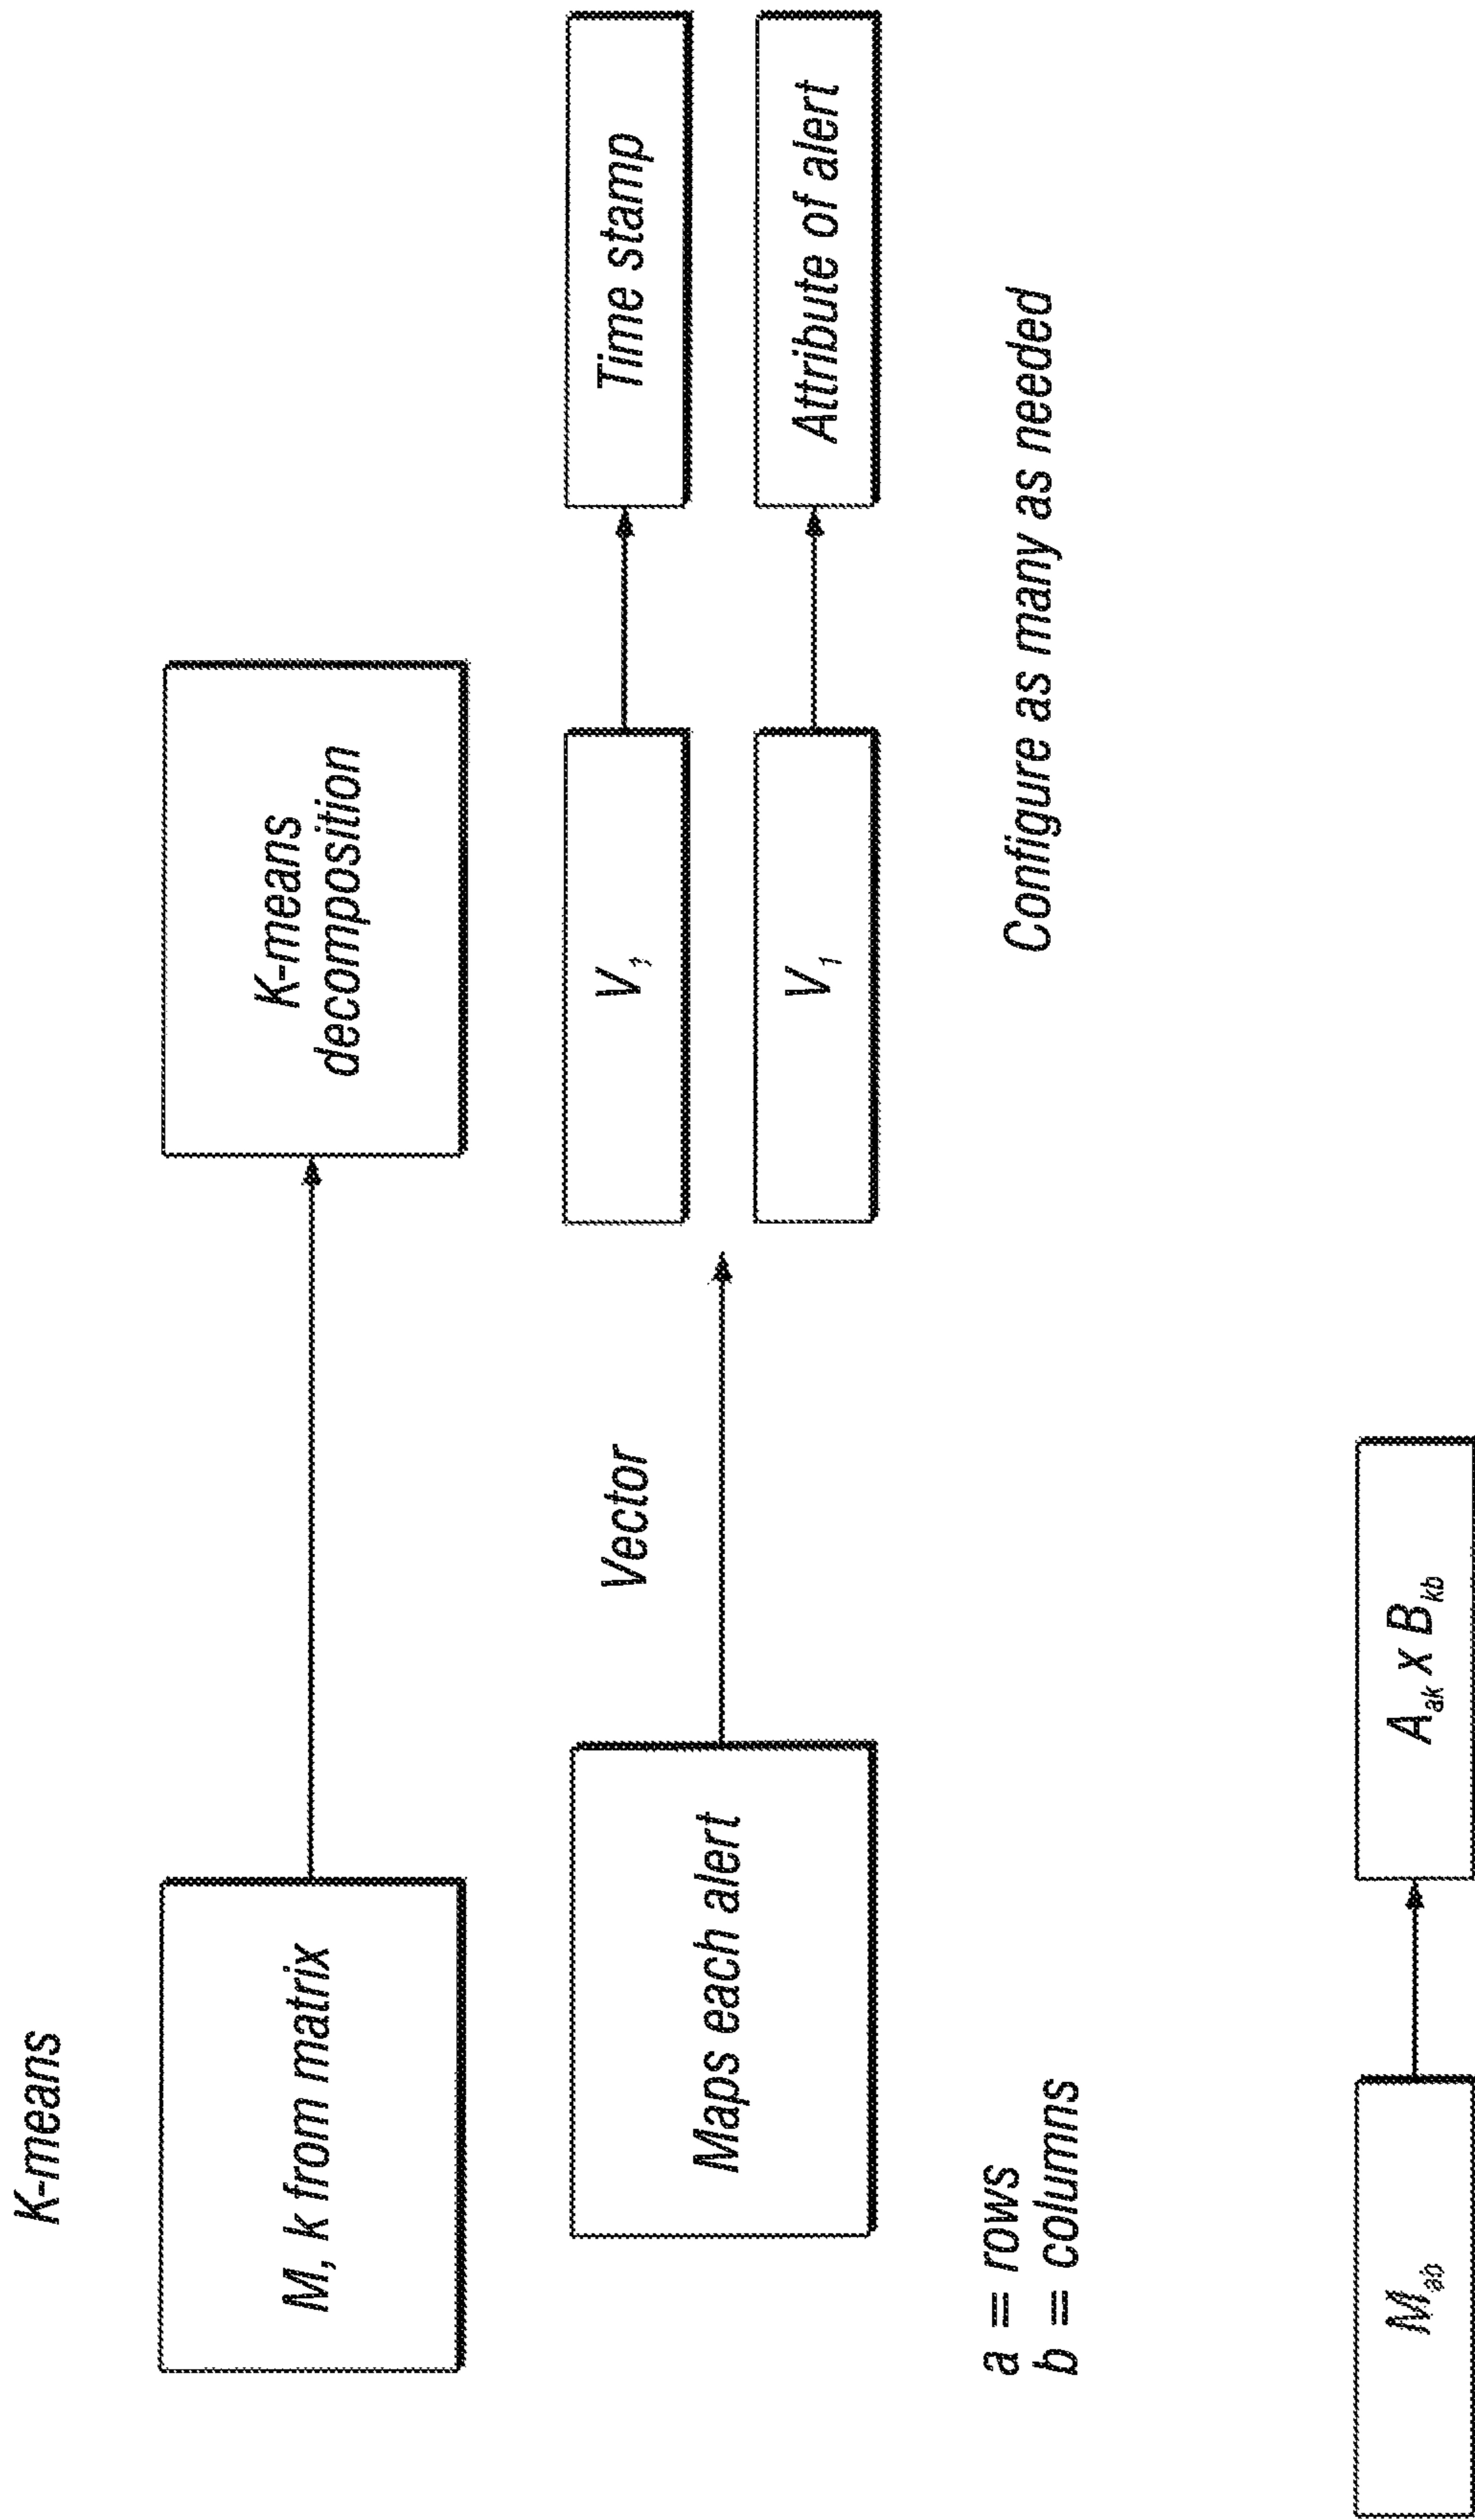 K-means
M, k from matrix
K-means
decomposition
Maps each alert
Vector
V₁
Time stamp
V₁
Attribute of alert
a = rows
b = columns
Configure as many as needed
Mab
Aak x Bkb